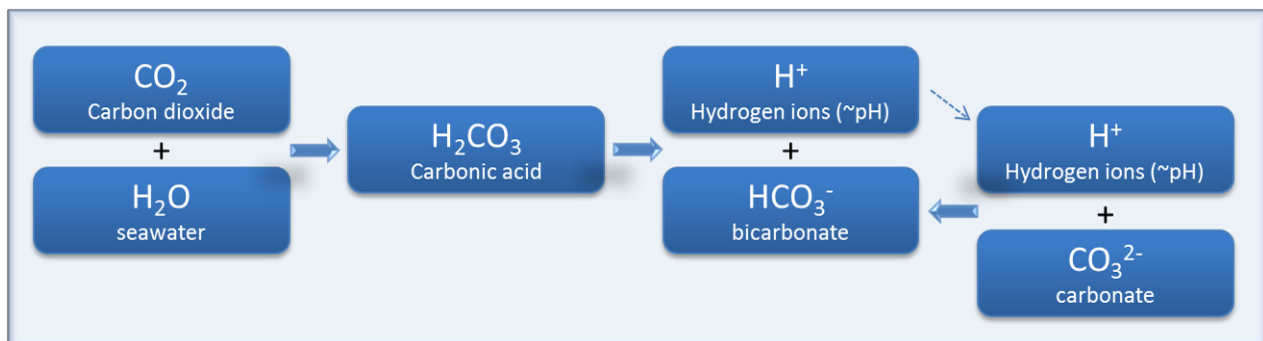 CO₂
Carbon dioxide
+
H₂O
seawater
H₂CO₃
Carbonic acid
H⁺
Hydrogen ions (~pH)
+
HCO₃⁻
bicarbonate
H⁺
Hydrogen ions (~pH)
+
CO₃²⁻
carbonate